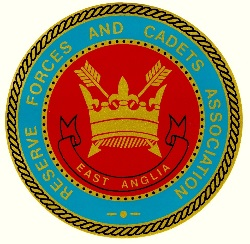 RESERVE FORCES AND CADETS ASSOCIATION
EAST ANGLIA